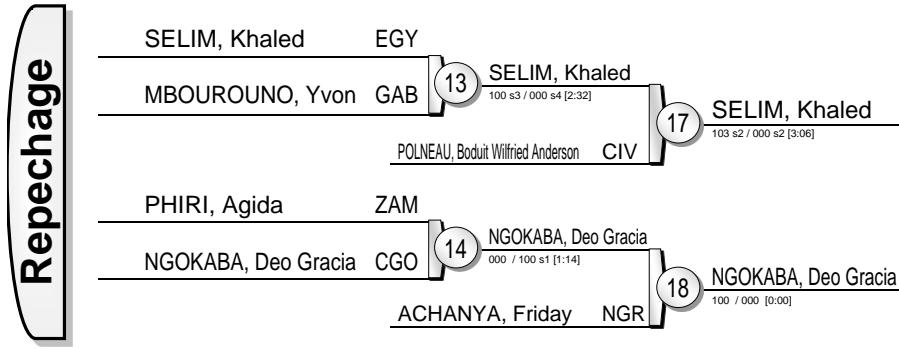 Repechage
SELIM, Khaled EGY
MBOUROUNO, Yvon GAB
13
SELIM, Khaled
100 s3 / 000 s4 [2:32]
POLNEAU, Boduit Wilfried Anderson CIV
17
SELIM, Khaled
103 s2 / 000 s2 [3:06]
PHIRI, Agida ZAM
NGOKABA, Deo Gracia CGO
14
NGOKABA, Deo Gracia
000 / 100 s1 [1:14]
ACHANYA, Friday NGR
18
NGOKABA, Deo Gracia
100 / 000 [0:00]